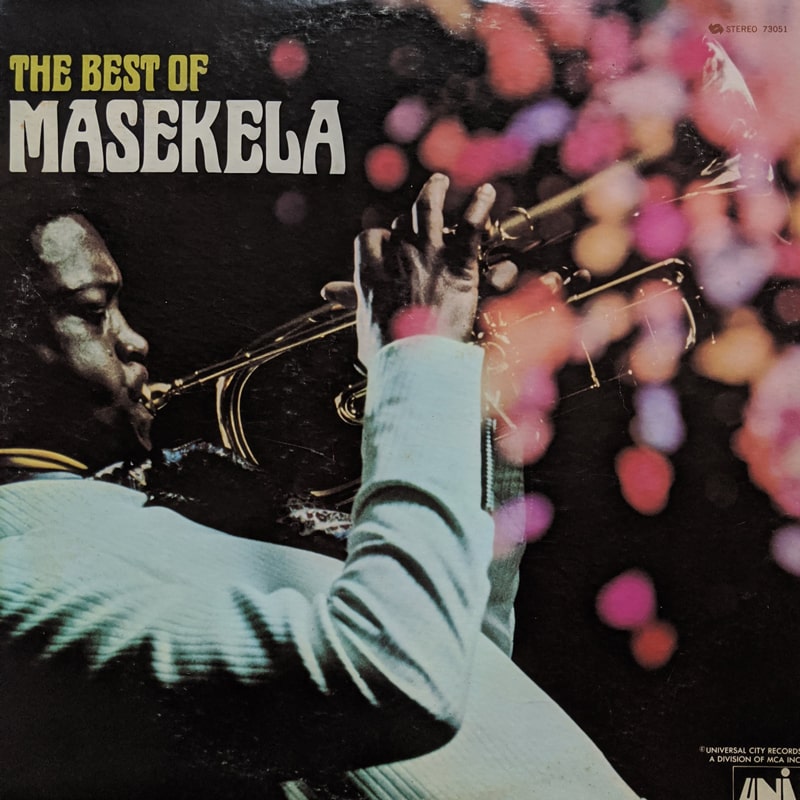 THE BEST OF
MASEKELA
STEREO 73051
©UNIVERSAL CITY RECORDS
A DIVISION OF MCA INC
UNI